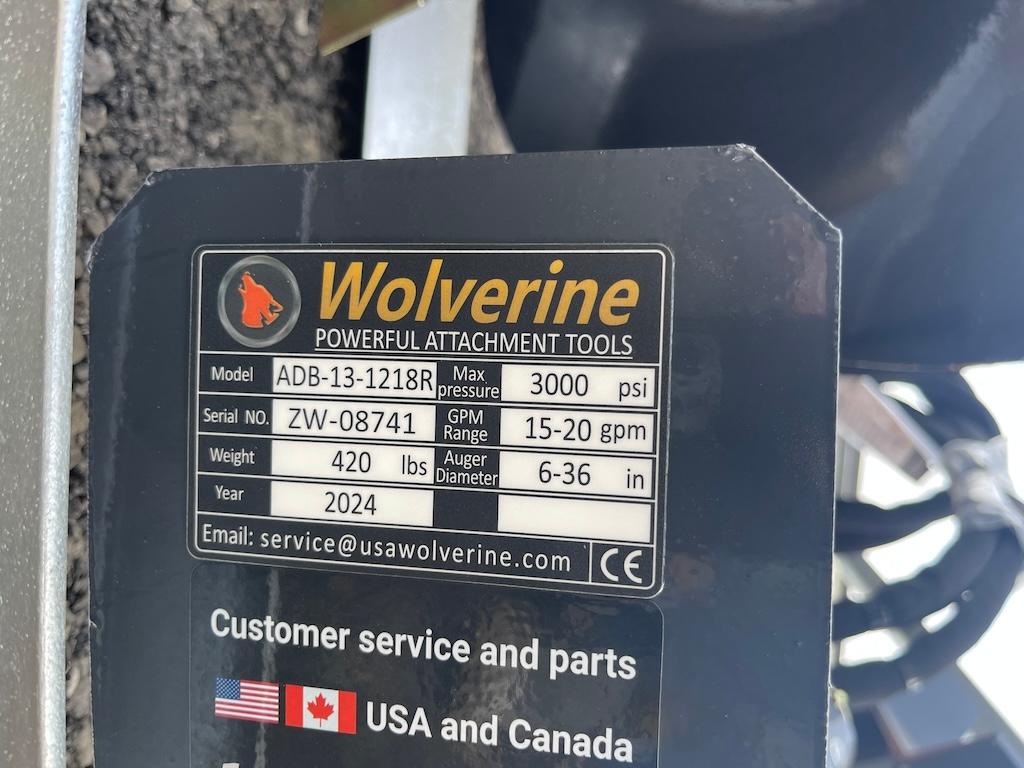 Wolverine
POWERFUL ATTACHMENT TOOLS
Model ADB-13-1218R Max pressure 3000 psi
Serial NO. ZW-08741 GPM Range 15-20 gpm
Weight 420 lbs Auger Diameter 6-36 in
Year 2024
Email: service@usawolverine.com CE
Customer service and parts
USA and Canada